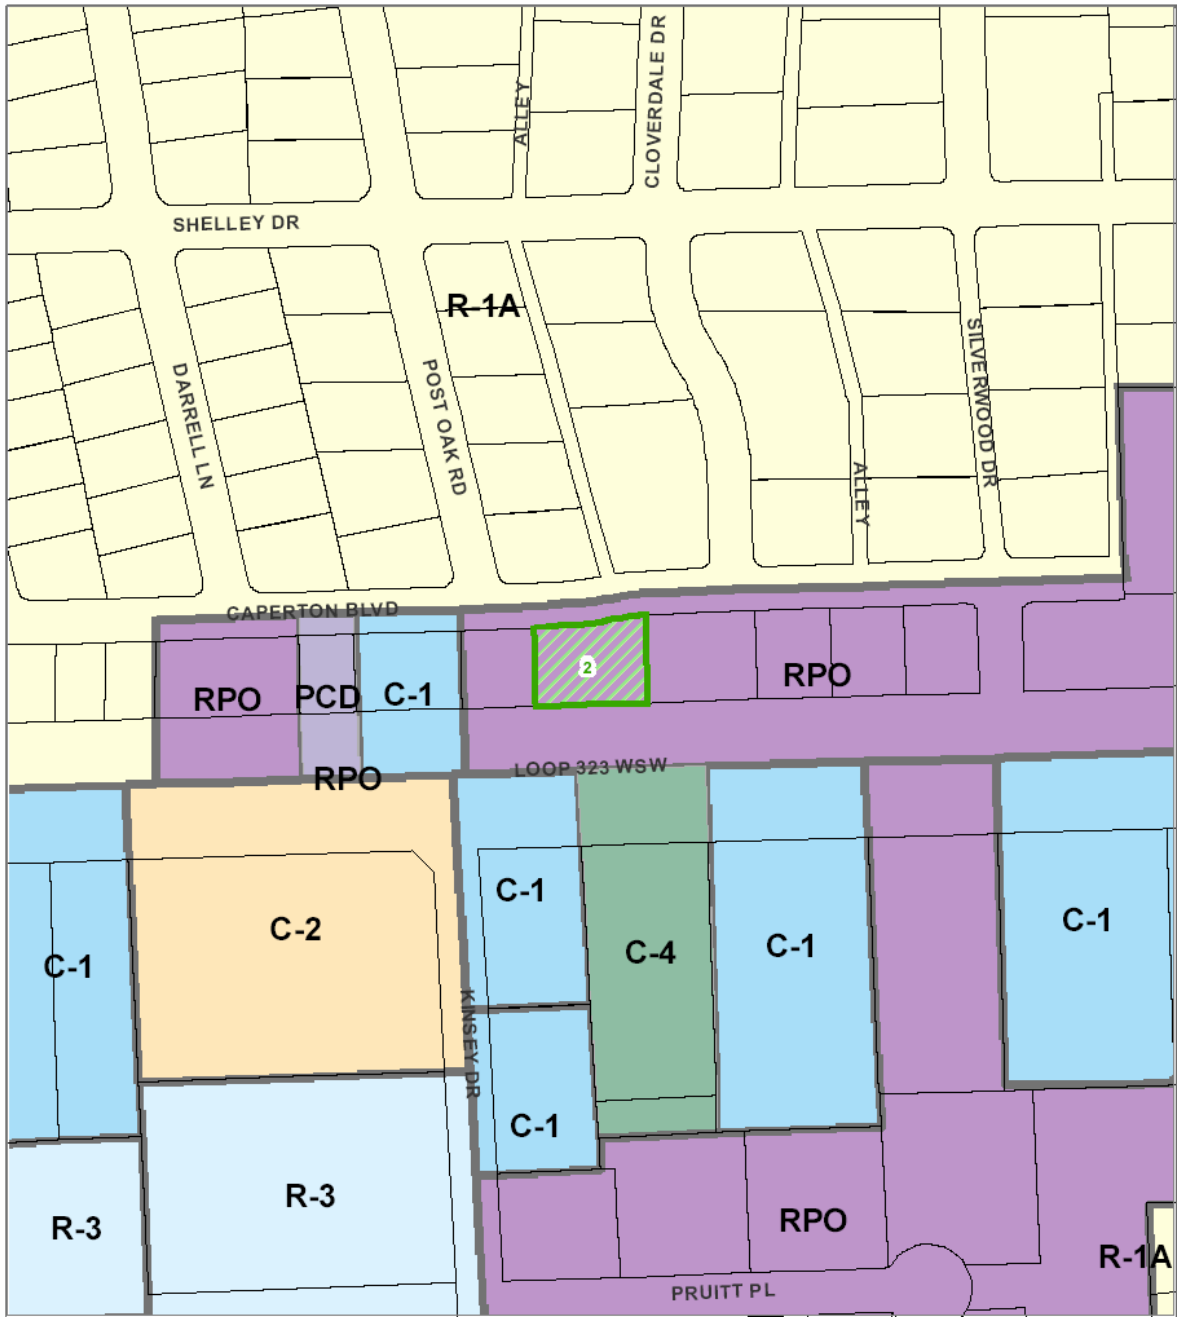 CLOVERDALE DR
ALLEY
SHELLEY DR
R-1A
SILVERWOOD DR
DARRELL LN
POST OAK RD
ALLEY
CAPERTON BLVD
2
RPO
PCD
C-1
RPO
RPO
LOOP 323 WSW
C-1
C-2
C-1
C-4
C-1
C-1
KINSEY DR
C-1
R-3
R-3
RPO
R-1A
PRUITT PL